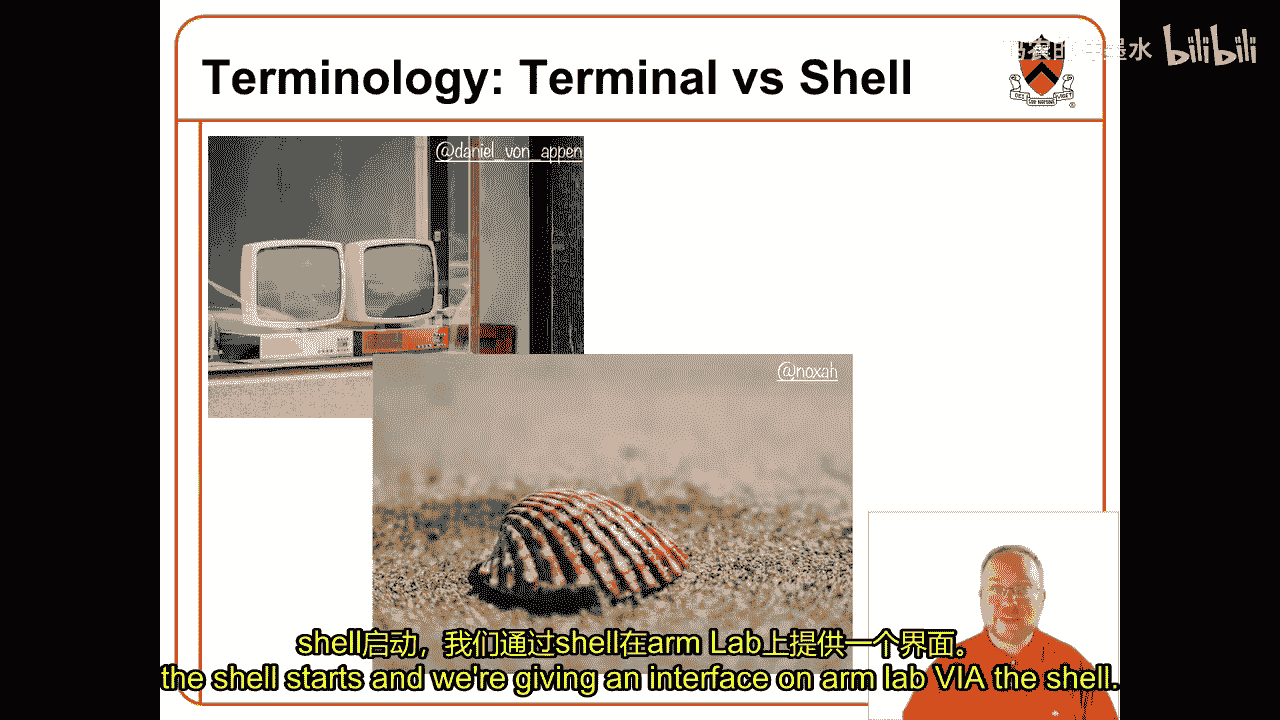 Terminology: Terminal vs Shell
bilibili
@daniel_von_appen
@noxah
shell启动，我们通过shell在arm Lab上提供一个界面。
the shell starts and we're giving an interface on arm lab VIA the shell.